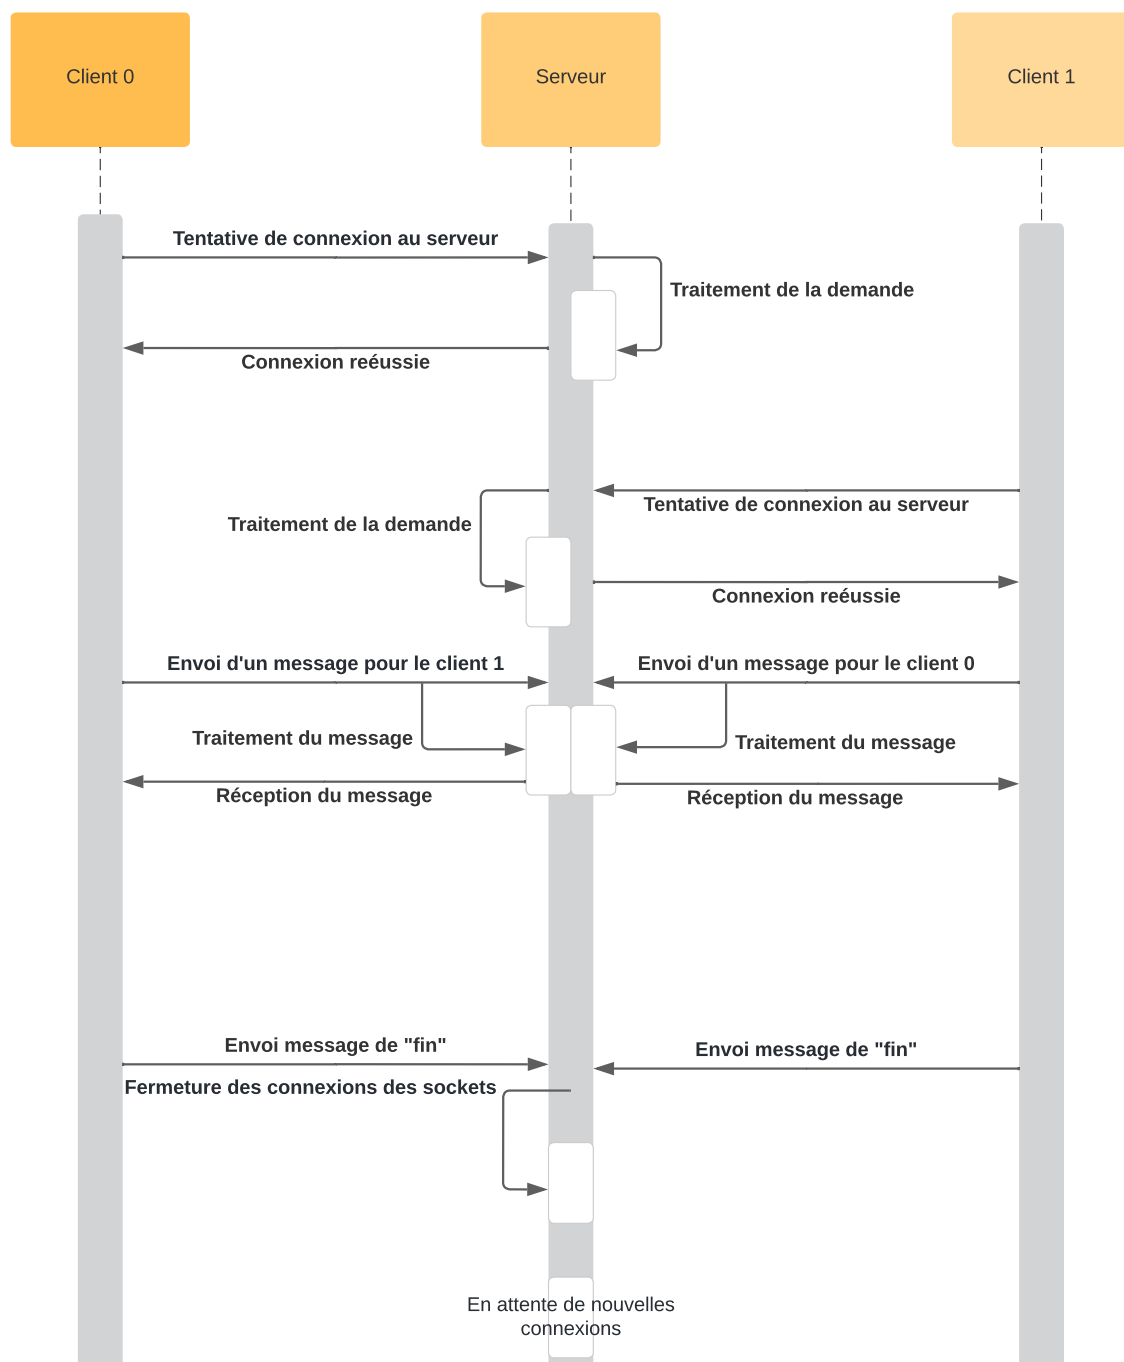 Client 0
Serveur
Client 1
Tentative de connexion au serveur
Traitement de la demande
Connexion reéussie
Tentative de connexion au serveur
Traitement de la demande
Connexion reéussie
Envoi d'un message pour le client 1
Envoi d'un message pour le client 0
Traitement du message
Traitement du message
Réception du message
Réception du message
Envoi message de "fin"
Envoi message de "fin"
Fermeture des connexions des sockets
En attente de nouvelles
connexions